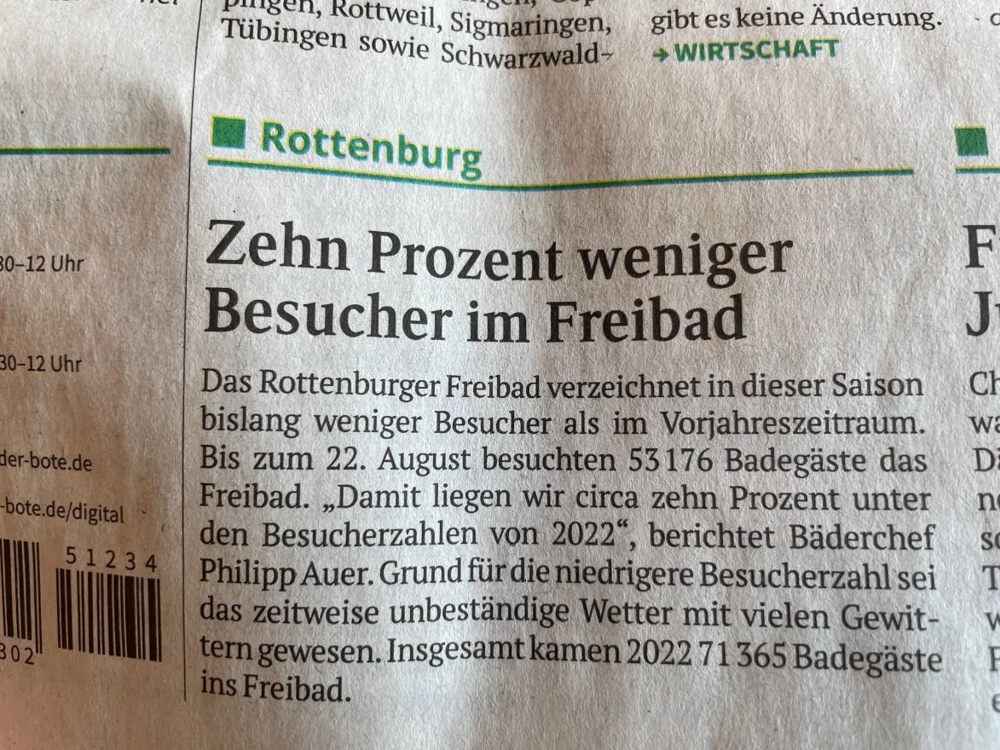 Rottweil, Sigmaringen,
Tübingen sowie Schwarzwald-
gibt es keine Änderung.
→ WIRTSCHAFT
30–12 Uhr
30–12 Uhr
der-bote.de
-bote.de/digital
51234
302
Rottenburg
Zehn Prozent weniger
Besucher im Freibad
Das Rottenburger Freibad verzeichnet in dieser Saison
bislang weniger Besucher als im Vorjahreszeitraum.
Bis zum 22. August besuchten 53 176 Badegäste das
Freibad. „Damit liegen wir circa zehn Prozent unter
den Besucherzahlen von 2022“, berichtet Bäderchef
Philipp Auer. Grund für die niedrigere Besucherzahl sei
das zeitweise unbeständige Wetter mit vielen Gewit-
tern gewesen. Insgesamt kamen 2022 71 365 Badegäste
ins Freibad.